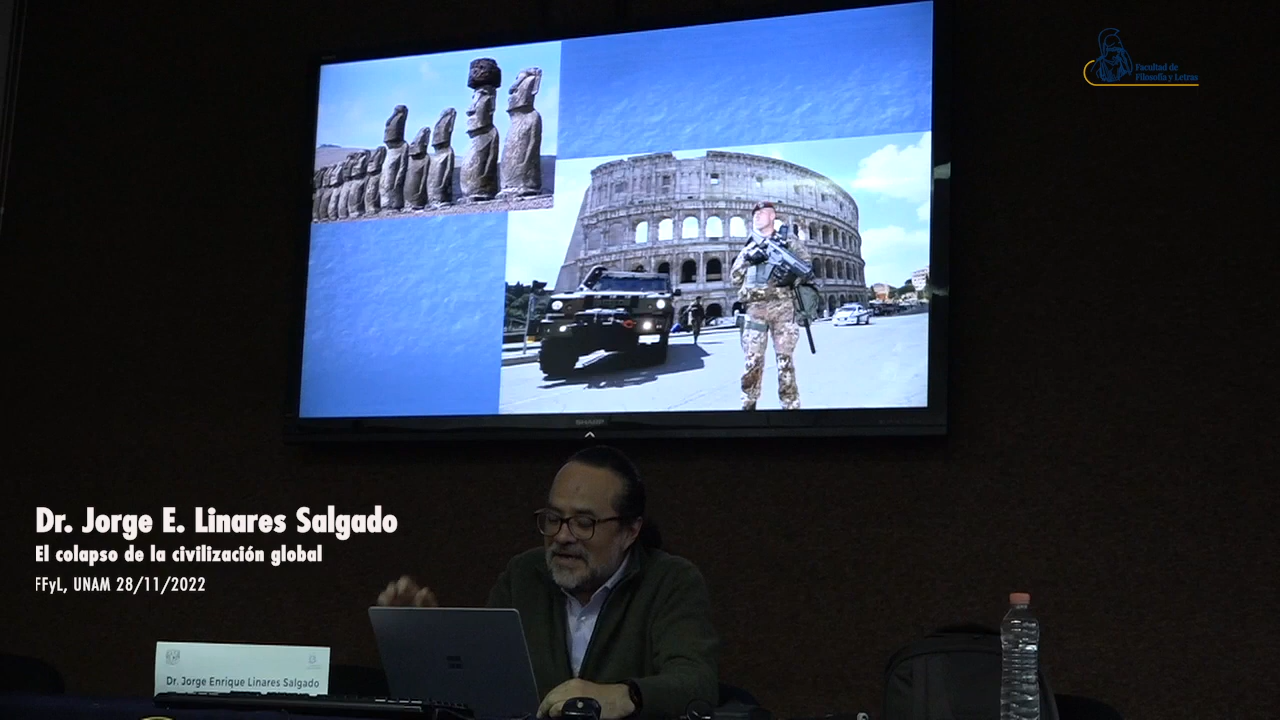 Facultad de
Filosofía y Letras
SHARP
Dr. Jorge E. Linares Salgado
El colapso de la civilización global
FFyL, UNAM 28/11/2022
Dr. Jorge Enrique Linares Salgado